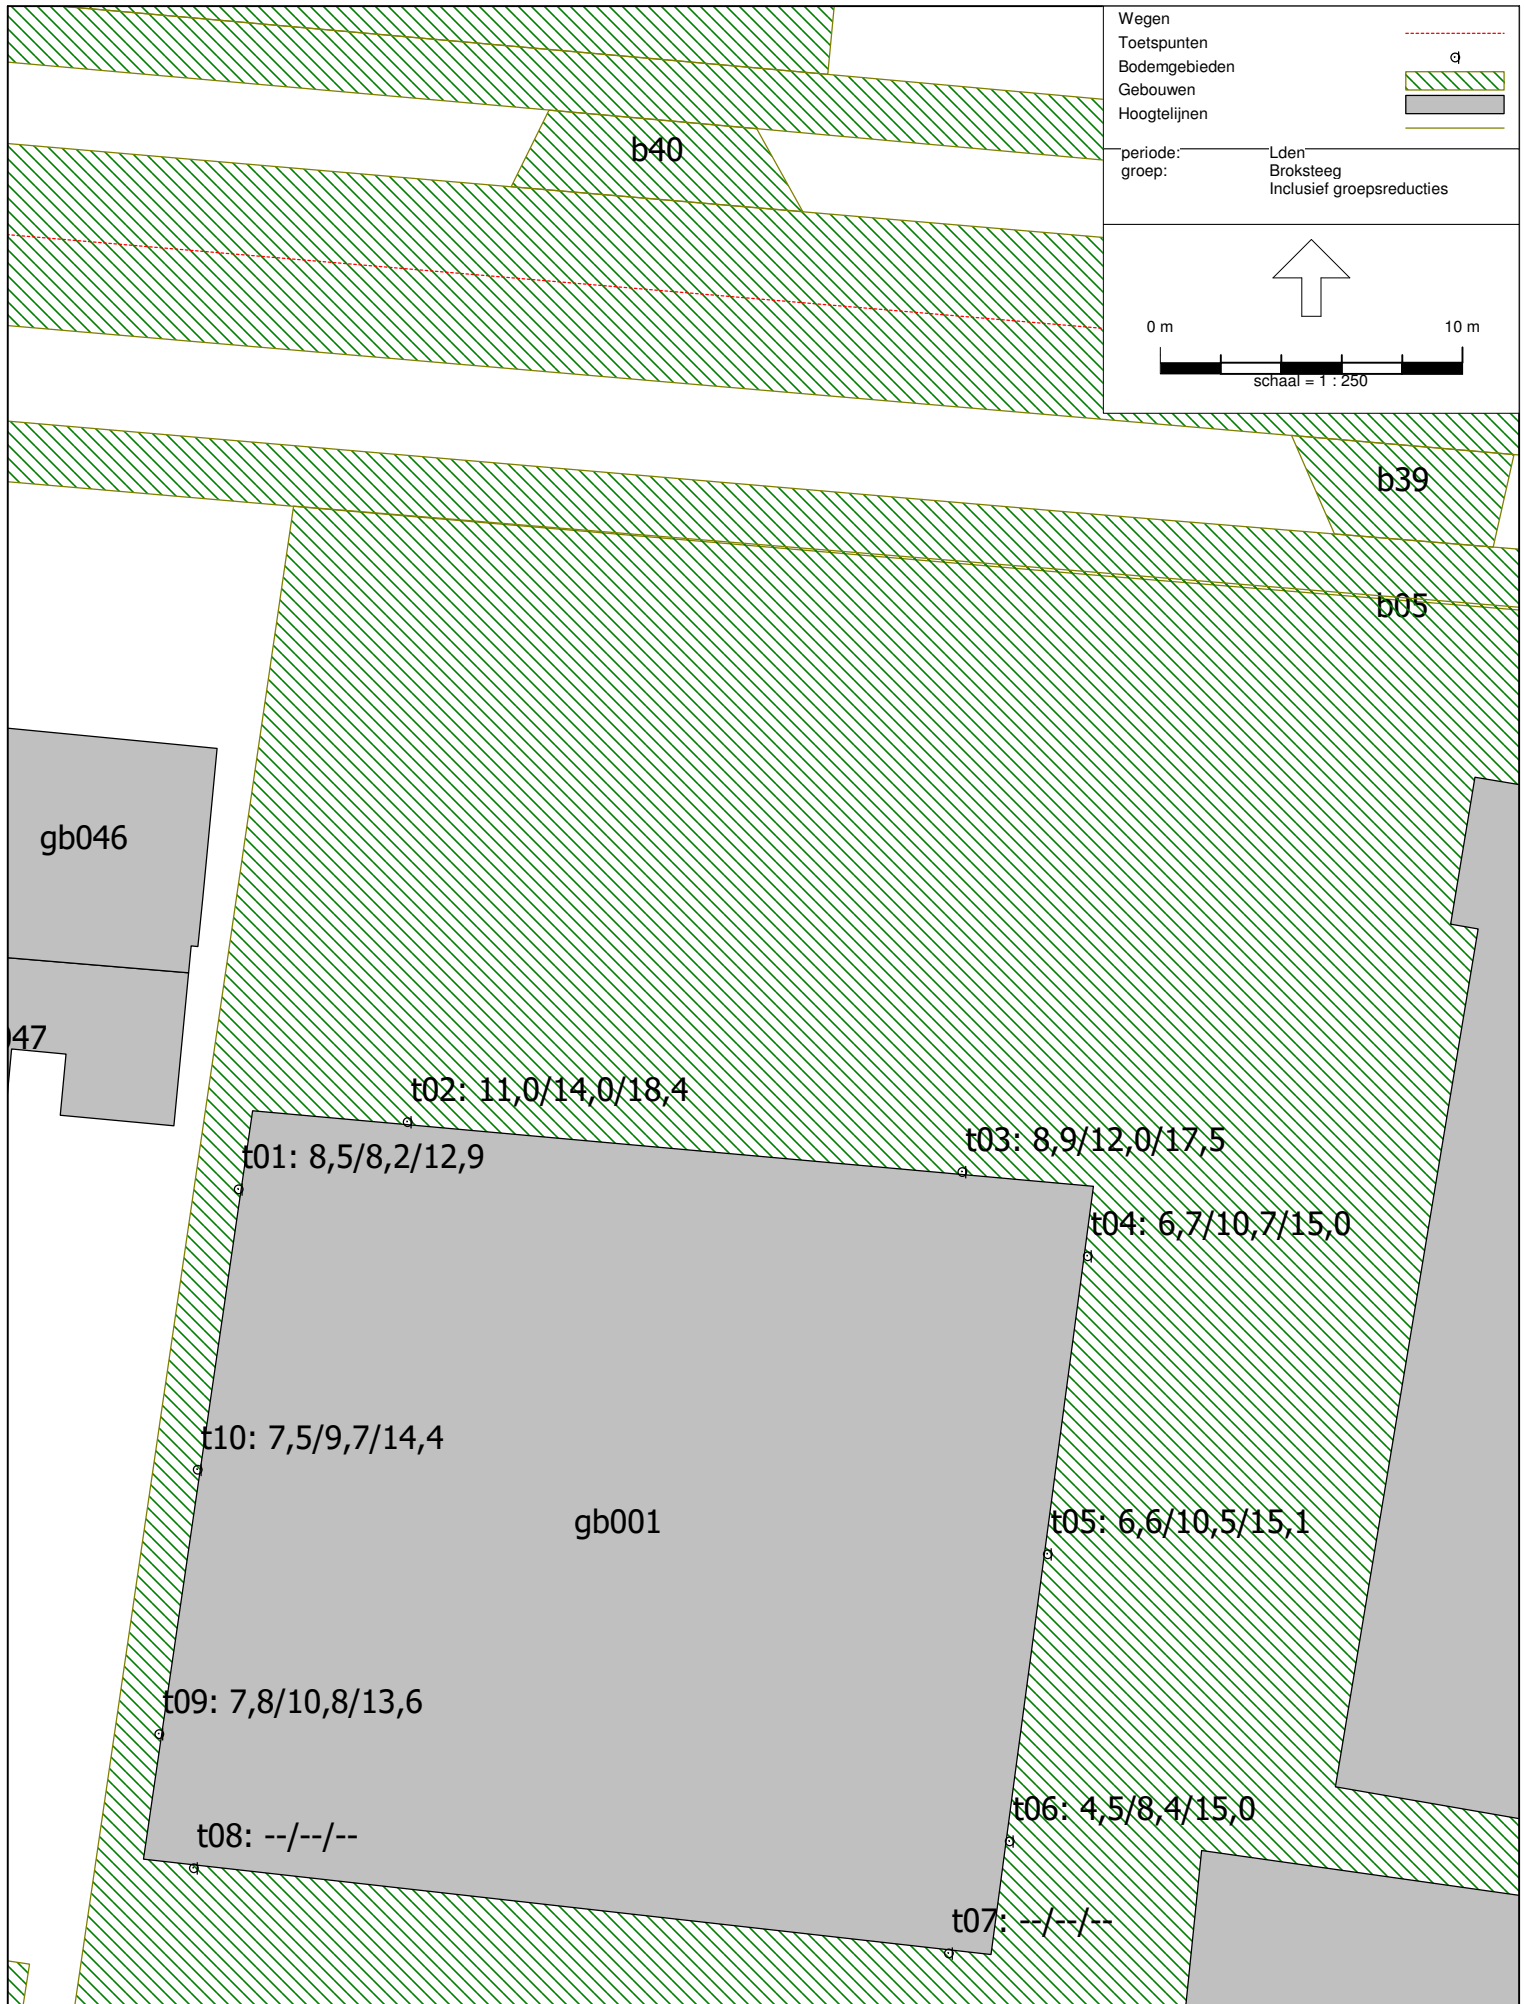 Wegen
Toetspunten
Bodemgebieden
Gebouwen
Hoogtelijnen
periode: Lden
groep: Broksteeg
Inclusief groepsreducties
0 m 10 m
schaal = 1 : 250
b40
b39
b05
gb046
047
t02: 11,0/14,0/18,4
t03: 8,9/12,0/17,5
t01: 8,5/8,2/12,9
t04: 6,7/10,7/15,0
t10: 7,5/9,7/14,4
gb001
t05: 6,6/10,5/15,1
t09: 7,8/10,8/13,6
t06: 4,5/8,4/15,0
t08: --/--/--
t07: --/--/--